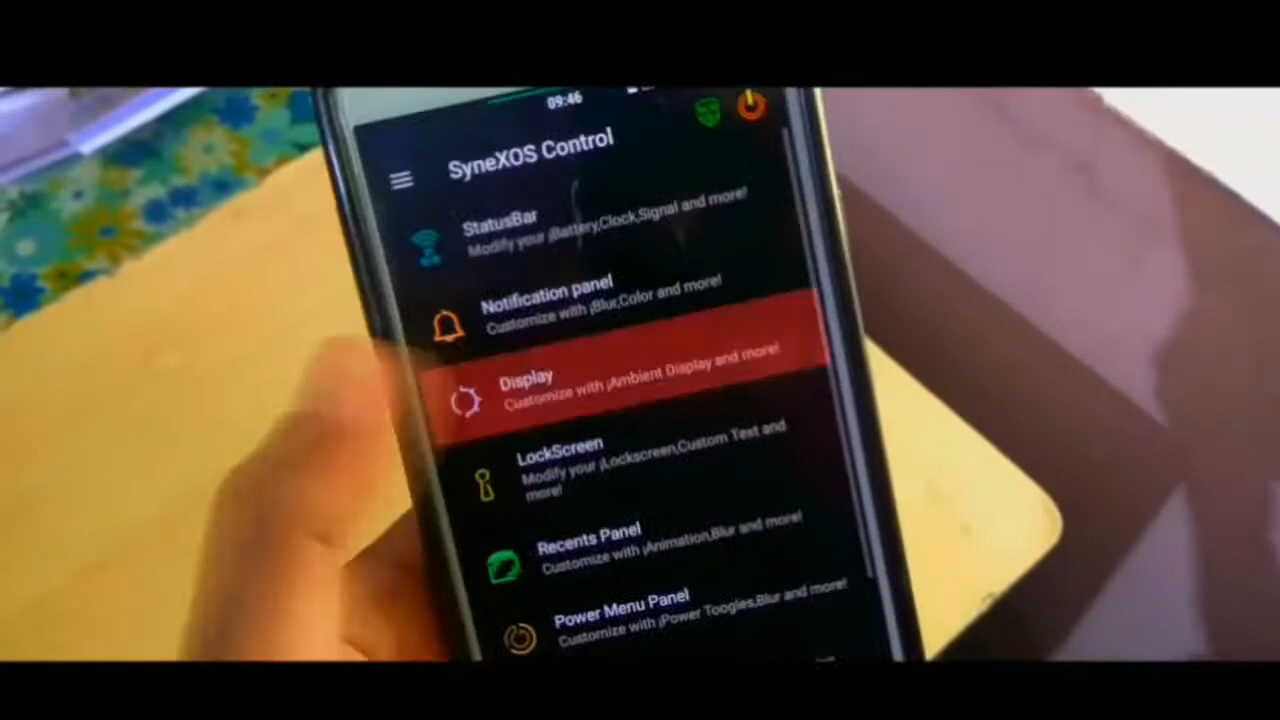 09:46
SyneXOS Control
StatusBar
Modify your ¡Battery,Clock,Signal and more!
Notification panel
Customize with ¡Blur,Color and more!
Display
Customize with ¡Ambient Display and more!
LockScreen
Modify your ¡Lockscreen,Custom Text and
more!
Recents Panel
Customize with ¡Animation,Blur and more!
Power Menu Panel
Customize with ¡Power Toogles,Blur and more!